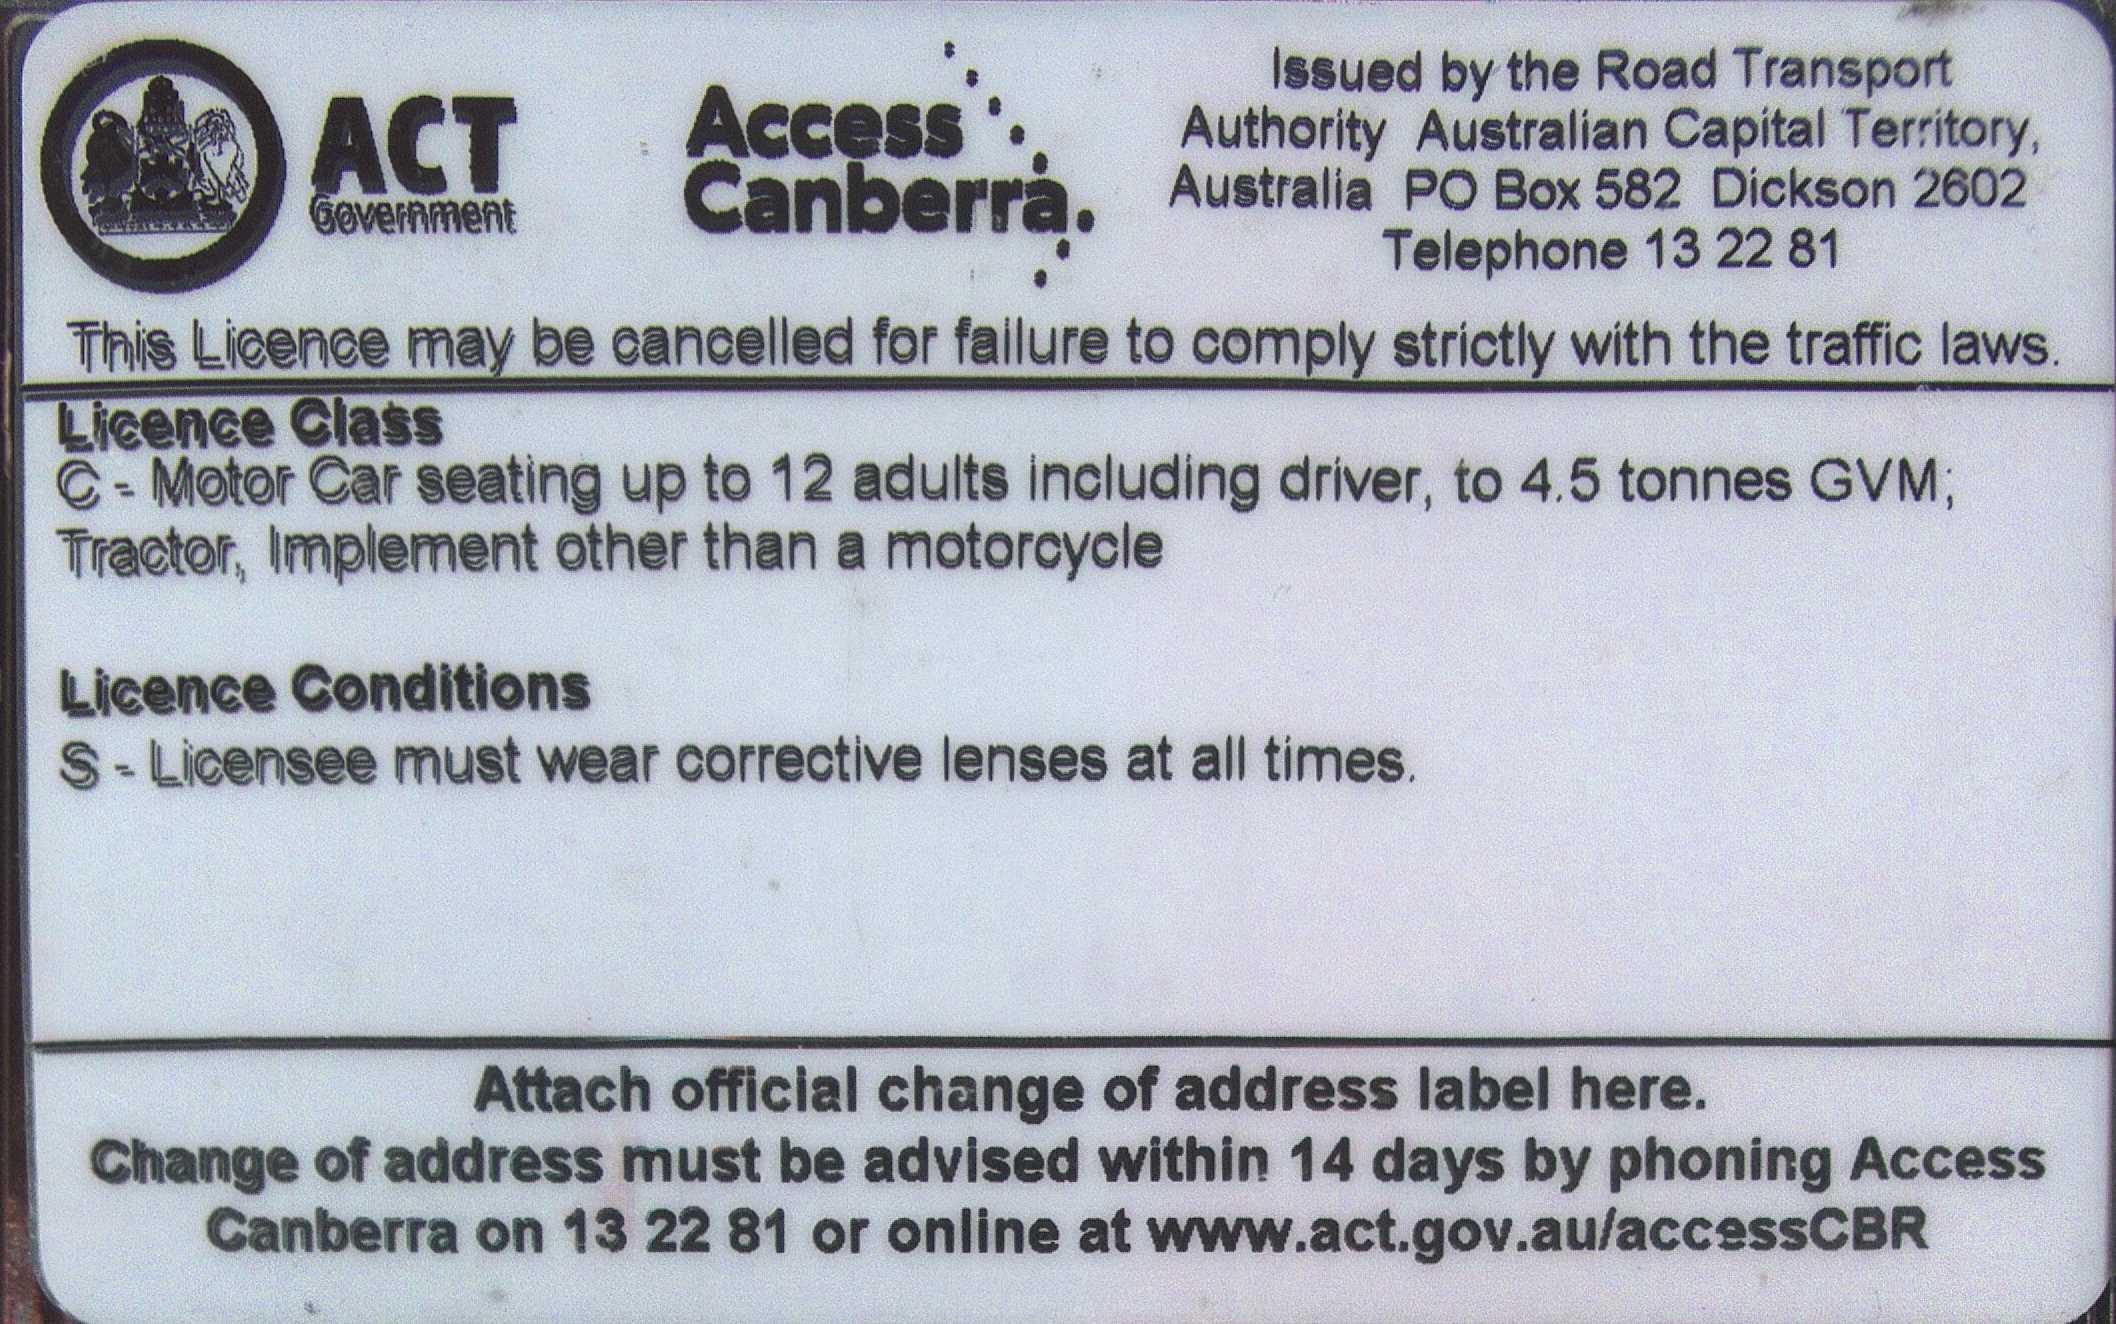 ACT
Government
Access
Canberra.
Issued by the Road Transport
Authority Australian Capital Territory,
Australia PO Box 582 Dickson 2602
Telephone 13 22 81
This Licence may be cancelled for failure to comply strictly with the traffic laws.
Licence Class
C - Motor Car seating up to 12 adults including driver, to 4.5 tonnes GVM;
Tractor, Implement other than a motorcycle
Licence Conditions
S - Licensee must wear corrective lenses at all times.
Attach official change of address label here.
Change of address must be advised within 14 days by phoning Access
Canberra on 13 22 81 or online at www.act.gov.au/accessCBR